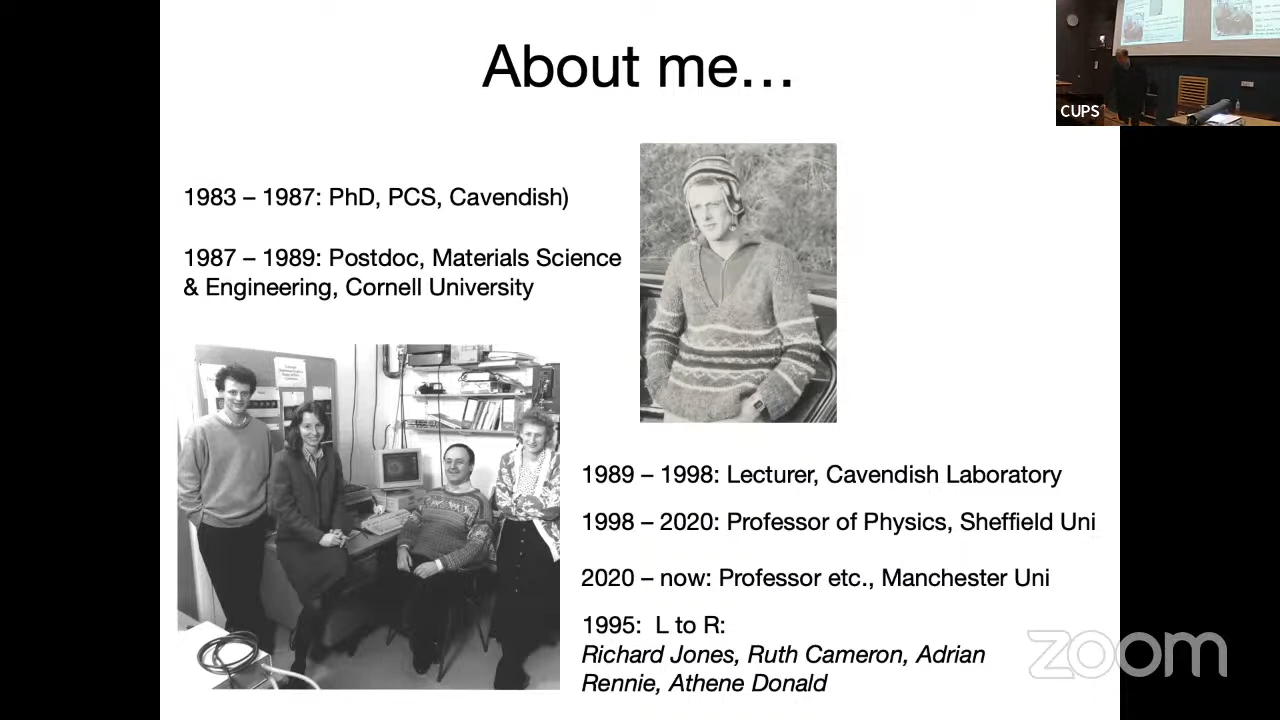 About me…
CUPS
1983 – 1987: PhD, PCS, Cavendish)
1987 – 1989: Postdoc, Materials Science
& Engineering, Cornell University
1989 – 1998: Lecturer, Cavendish Laboratory
1998 – 2020: Professor of Physics, Sheffield Uni
2020 – now: Professor etc., Manchester Uni
1995:  L to R:
Richard Jones, Ruth Cameron, Adrian
Rennie, Athene Donald
zoom